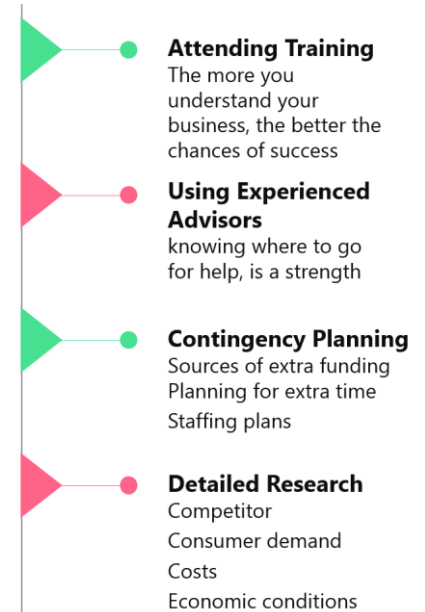 Attending Training
The more you
understand your
business, the better the
chances of success
Using Experienced
Advisors
knowing where to go
for help, is a strength
Contingency Planning
Sources of extra funding
Planning for extra time
Staffing plans
Detailed Research
Competitor
Consumer demand
Costs
Economic conditions